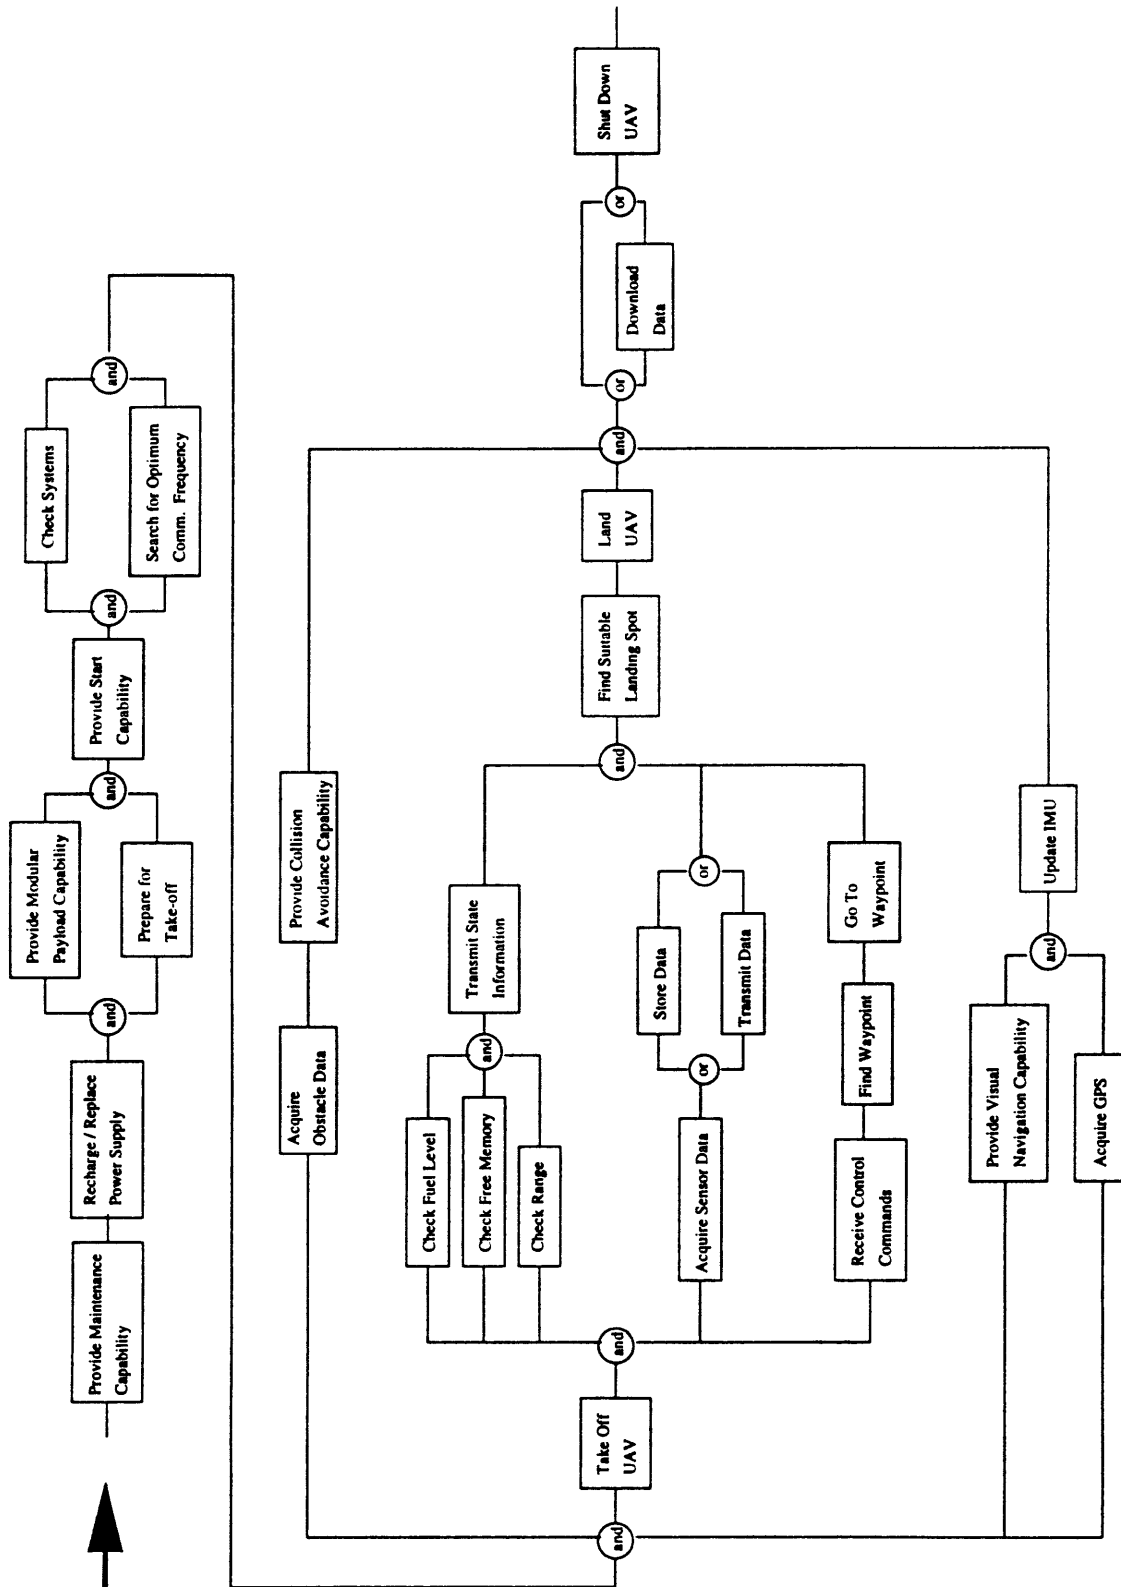 Provide Maintenance
Capability
Recharge / Replace
Power Supply
and
Provide Modular
Payload Capability
Prepare for
Take-off
and
Provide Start
Capability
and
Check Systems
Search for Optimum
Comm. Frequency
and
and
Acquire
Obstacle Data
Provide Collision
Avoidance Capability
Take Off
UAV
and
Check Fuel Level
Check Free Memory
Check Range
and
Transmit State
Information
Acquire Sensor Data
or
Store Data
Transmit Data
or
Receive Control
Commands
Find Waypoint
Go To
Waypoint
and
Find Suitable
Landing Spot
Land
UAV
Provide Visual
Navigation Capability
Acquire GPS
and
Update IMU
and
or
Download
Data
or
Shut Down
UAV